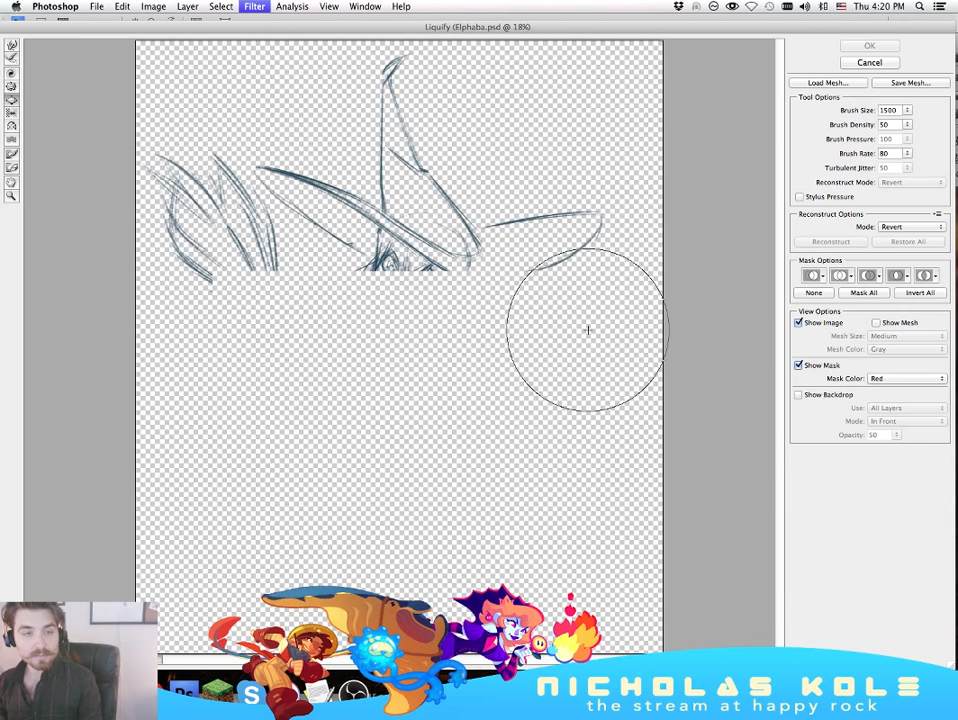 Photoshop File Edit Image Layer Select Filter Analysis View Window Help Thu 4:20 PM
Liquify (Elphaba.psd @ 18%)
OK
Cancel
Load Mesh... Save Mesh...
Tool Options
Brush Size: 1500
Brush Density: 50
Brush Pressure: 100
Brush Rate: 80
Turbulent Jitter: 50
Reconstruct Mode: Revert
Stylus Pressure
Reconstruct Options
Mode: Revert
Reconstruct Restore All
Mask Options
None Mask All Invert All
View Options
Show Image Show Mesh
Mesh Size: Medium
Mesh Color: Gray
Show Mask
Mask Color: Red
Show Backdrop
Use: All Layers
Mode: In Front
Opacity: 50
Ps S
NICHOLAS KOLE
the stream at happy rock